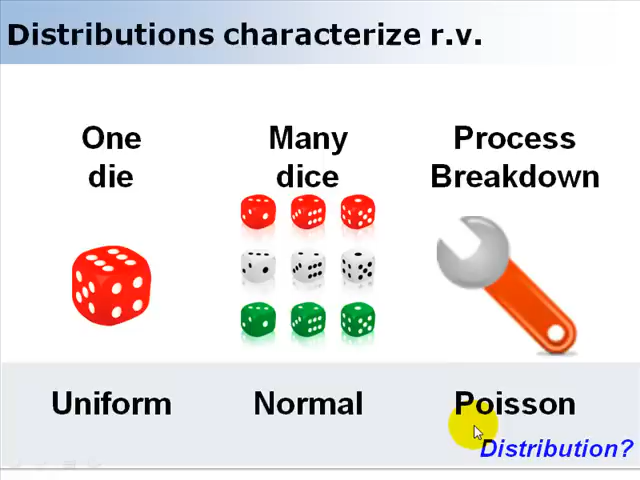 Distributions characterize r.v.
One die
Many dice
Process Breakdown
Uniform
Normal
Poisson
Distribution?